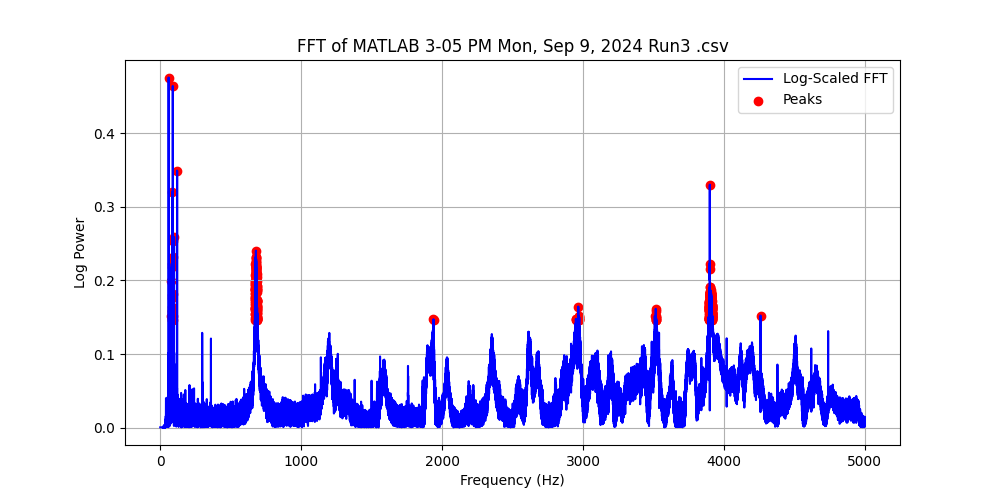 FFT of MATLAB 3-05 PM Mon, Sep 9, 2024 Run3 .csv
Log-Scaled FFT
Peaks
Log Power
0.4
0.3
0.2
0.1
0.0
0 1000 2000 3000 4000 5000
Frequency (Hz)